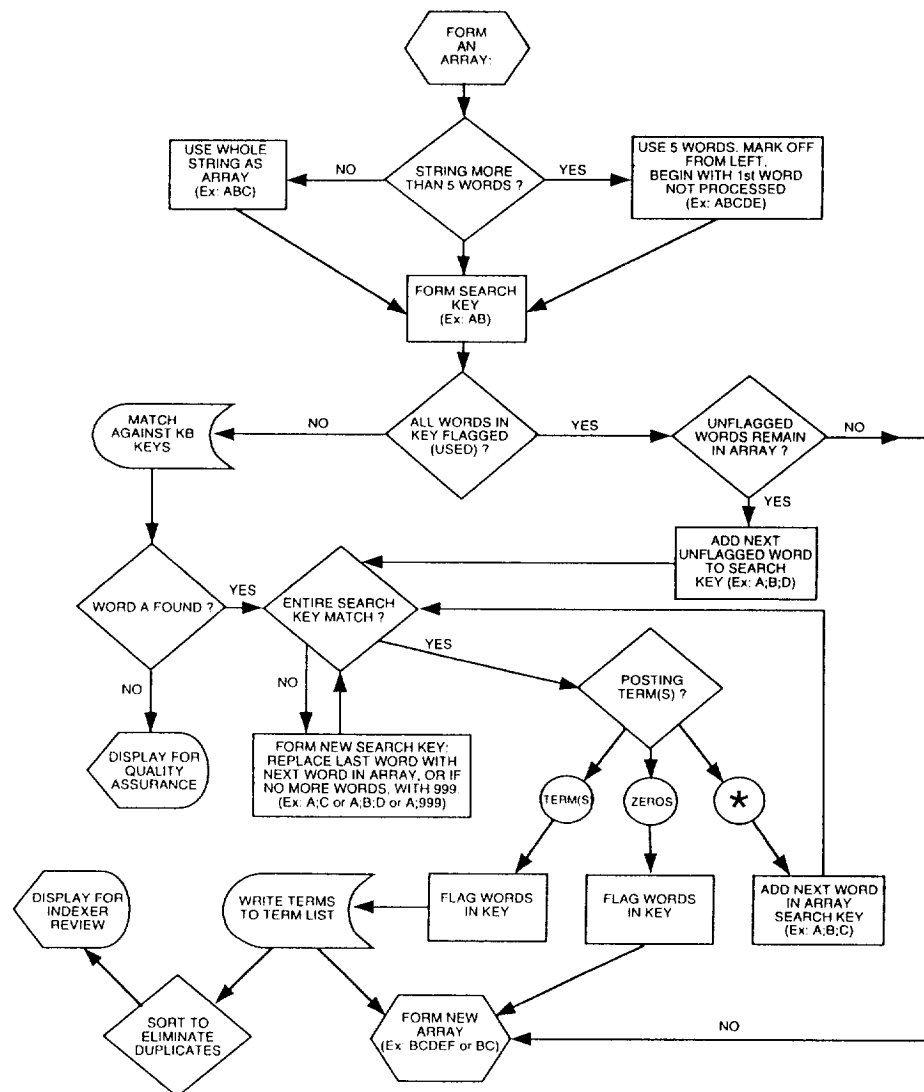 FORM
AN
ARRAY:
USE WHOLE
STRING AS
ARRAY
(Ex: ABC)
NO
STRING MORE
THAN 5 WORDS ?
YES
USE 5 WORDS. MARK OFF
FROM LEFT.
BEGIN WITH 1st WORD
NOT PROCESSED
(Ex: ABCDE)
FORM SEARCH
KEY
(Ex: AB)
MATCH
AGAINST KB
KEYS
NO
ALL WORDS IN
KEY FLAGGED
(USED) ?
YES
UNFLAGGED
WORDS REMAIN
IN ARRAY ?
NO
YES
ADD NEXT
UNFLAGGED WORD
TO SEARCH
KEY (Ex: A;B;D)
WORD A FOUND ?
YES
ENTIRE SEARCH
KEY MATCH ?
YES
NO
NO
POSTING
TERM(S) ?
DISPLAY FOR
QUALITY
ASSURANCE
FORM NEW SEARCH KEY:
REPLACE LAST WORD WITH
NEXT WORD IN ARRAY, OR IF
NO MORE WORDS, WITH 999.
(Ex: A;C or A;B;D or A;999)
TERM(S)
ZEROS
*
DISPLAY FOR
INDEXER
REVIEW
WRITE TERMS
TO TERM LIST
FLAG WORDS
IN KEY
FLAG WORDS
IN KEY
ADD NEXT WORD
IN ARRAY
SEARCH KEY
(Ex: A;B;C)
SORT TO
ELIMINATE
DUPLICATES
FORM NEW
ARRAY
(Ex: BCDEF or BC)
NO